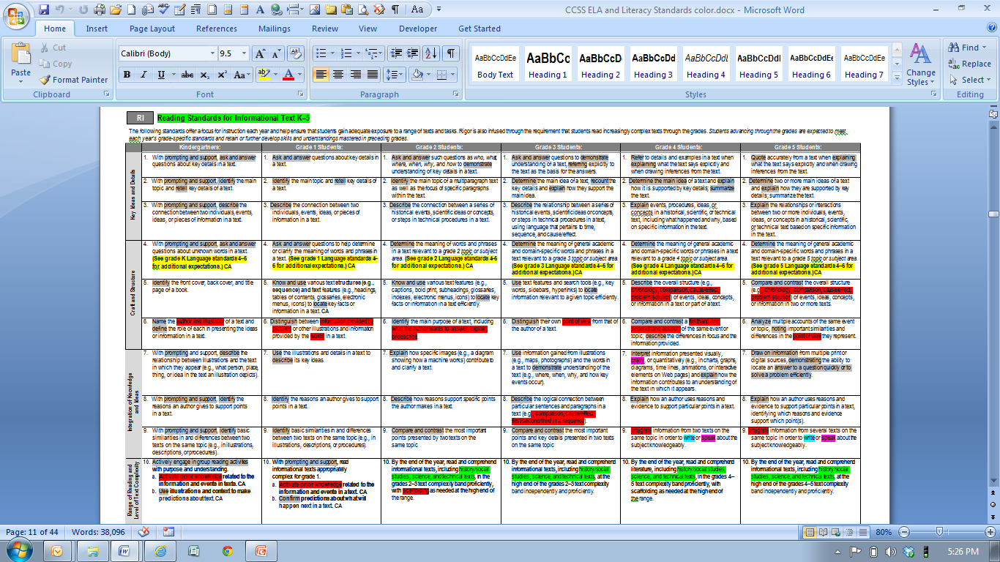 CCSS ELA and Literacy Standards color.docx - Microsoft Word
Home Insert Page Layout References Mailings Review View Developer Get Started
Paste
Cut
Copy
Format Painter
Clipboard
Calibri (Body) 9.5
Font
Paragraph
AaBbCcDdEe Body Text
AaBbCc Heading 1
AaBbCcD Heading 2
AaBbCcDd Heading 3
AaBbCcDdI Heading 4
AaBbCcDdI Heading 5
AaBbCcDdEe Heading 6
AaBbCcDdEe Heading 7
Change Styles
Styles
Find
Replace
Select
Editing
RI Reading Standards for Informational Text K–5
The following standards offer a focus for instruction each year and help ensure that students gain adequate exposure to a range of texts and tasks. Rigor is also infused through the requirement that students read increasingly complex texts through the grades. Students advancing through the grades are expected to meet
each year's grade-specific standards and retain or further develop skills and understandings mastered in preceding grades.
Kindergartners: Grade 1 Students: Grade 2 Students: Grade 3 Students: Grade 4 Students: Grade 5 Students:
Key Ideas and Details
1. With prompting and support, ask and answer
questions about key details in a text.
1. Ask and answer questions about key details in
a text.
1. Ask and answer such questions as who, what,
where, when, why, and how to demonstrate
understanding of key details in a text.
1. Ask and answer questions to demonstrate
understanding of a text, referring explicitly to
the text as the basis for the answers.
1. Refer to details and examples in a text when
explaining what the text says explicitly and
when drawing inferences from the text.
1. Quote accurately from a text when explaining
what the text says explicitly and when drawing
inferences from the text.
2. With prompting and support, identify the main
topic and retell key details of a text.
2. Identify the main topic and retell key details of
a text.
2. Identify the main topic of a multiparagraph text
as well as the focus of specific paragraphs
within the text.
2. Determine the main idea of a text; recount the
key details and explain how they support the
main idea.
2. Determine the main idea of a text and explain
how it is supported by key details; summarize
the text.
2. Determine two or more main ideas of a text
and explain how they are supported by key
details; summarize the text.
3. With prompting and support, describe the
connection between two individuals, events,
ideas, or pieces of information in a text.
3. Describe the connection between two
individuals, events, ideas, or pieces of
information in a text.
3. Describe the connection between a series of
historical events, scientific ideas or concepts,
or steps in technical procedures in a text.
3. Describe the relationship between a series of
historical events, scientific ideas or concepts,
or steps in technical procedures in a text,
using language that pertains to time,
sequence, and cause/effect.
3. Explain events, procedures, ideas, or
concepts in a historical, scientific, or technical
text, including what happened and why, based
on specific information in the text.
3. Explain the relationships or interactions
between two or more individuals, events,
ideas, or concepts in a historical, scientific,
or technical text based on specific information
in the text.
Craft and Structure
4. With prompting and support, ask and answer
questions about unknown words in a text.
(See grade K Language standards 4–6
for additional expectations.) CA
4. Ask and answer questions to help determine
or clarify the meaning of words and phrases in
a text. (See grade 1 Language standards 4–
6 for additional expectations.) CA
4. Determine the meaning of words and phrases
in a text relevant to a grade 2 topic or subject
area. (See grade 2 Language standards 4–6
for additional expectations.) CA
4. Determine the meaning of general academic
and domain-specific words and phrases in a
text relevant to a grade 3 topic or subject area.
(See grade 3 Language standards 4–6 for
additional expectations.) CA
4. Determine the meaning of general academic
and domain-specific words or phrases in a text
relevant to a grade 4 topic or subject area.
(See grade 4 Language standards 4–6 for
additional expectations.) CA
4. Determine the meaning of general academic
and domain-specific words and phrases in a
text relevant to a grade 5 topic or subject area.
(See grade 5 Language standards 4–6 for
additional expectations.) CA
5. Identify the front cover, back cover, and title
page of a book.
5. Know and use various text structures (e.g.,
sequence) and text features (e.g., headings,
tables of contents, glossaries, electronic
menus, icons) to locate key facts or
information in a text. CA
5. Know and use various text features (e.g.,
captions, bold print, subheadings, glossaries,
indexes, electronic menus, icons) to locate key
facts or information in a text efficiently.
5. Use text features and search tools (e.g., key
words, sidebars, hyperlinks) to locate
information relevant to a given topic efficiently.
5. Describe the overall structure (e.g.,
chronology, comparison, cause/effect,
problem/solution) of events, ideas, concepts,
or information in a text or part of a text.
5. Compare and contrast the overall structure
(e.g., chronology, comparison, cause/effect,
problem/solution) of events, ideas, concepts,
or information in two or more texts.
6. Name the author and illustrator of a text and
define the role of each in presenting the ideas
or information in a text.
6. Distinguish between information provided by
pictures or other illustrations and information
provided by the words in a text.
6. Identify the main purpose of a text, including
what the author wants to answer, explain,
or describe.
6. Distinguish their own point of view from that of
the author of a text.
6. Compare and contrast a firsthand and
secondhand account of the same event or
topic; describe the differences in focus and the
information provided.
6. Analyze multiple accounts of the same event
or topic, noting important similarities and
differences in the point of view they represent.
Integration of Knowledge and Ideas
7. With prompting and support, describe the
relationship between illustrations and the text
in which they appear (e.g., what person, place,
thing, or idea in the text an illustration depicts).
7. Use the illustrations and details in a text to
describe its key ideas.
7. Explain how specific images (e.g., a diagram
showing how a machine works) contribute to
and clarify a text.
7. Use information gained from illustrations
(e.g., maps, photographs) and the words in
a text to demonstrate understanding of the
text (e.g., where, when, why, and how key
events occur).
7. Interpret information presented visually,
orally, or quantitatively (e.g., in charts, graphs,
diagrams, time lines, animations, or interactive
elements on Web pages) and explain how the
information contributes to an understanding of
the text in which it appears.
7. Draw on information from multiple print or
digital sources, demonstrating the ability to
locate an answer to a question quickly or to
solve a problem efficiently.
8. With prompting and support, identify the
reasons an author gives to support points
in a text.
8. Identify the reasons an author gives to support
points in a text.
8. Describe how reasons support specific points
the author makes in a text.
8. Describe the logical connection between
particular sentences and paragraphs in a
text (e.g., comparison, cause/effect,
first/second/third in a sequence).
8. Explain how an author uses reasons and
evidence to support particular points in a text.
8. Explain how an author uses reasons and
evidence to support particular points in a text,
identifying which reasons and evidence
support which point(s).
9. With prompting and support, identify basic
similarities in and differences between two
texts on the same topic (e.g., in illustrations,
descriptions, or procedures).
9. Identify basic similarities in and differences
between two texts on the same topic (e.g., in
illustrations, descriptions, or procedures).
9. Compare and contrast the most important
points presented by two texts on the
same topic
9. Compare and contrast the most important
points and key details presented in two texts
on the same topic
9. Integrate information from two texts on the
same topic in order to write or speak about the
subject knowledgeably.
9. Integrate information from several texts on the
same topic in order to write or speak about the
subject knowledgeably.
Range of Reading and Level of Text Complexity
10. Actively engage in group reading activities
with purpose and understanding.
a. Activate prior knowledge related to the
information and events in texts. CA
b. Use illustrations and context to make
predictions about text. CA
10. With prompting and support, read
informational texts appropriately
complex for grade 1.
a. Activate prior knowledge related to the
information and events in a text. CA
b. Confirm predictions about what will
happen next in a text. CA
10. By the end of the year, read and comprehend
informational texts, including history/social
studies, science, and technical texts, in the
grades 2–3 text complexity band proficiently,
with scaffolding as needed at the high end of
the range.
10. By the end of the year, read and comprehend
informational texts, including history/social
studies, science, and technical texts, at the
high end of the grades 2–3 text complexity
band independently and proficiently.
10. By the end of the year, read and comprehend
literature, including history/social studies,
science, and technical texts, in the grades 4–
5 text complexity band proficiently, with
scaffolding as needed at the high end of
the range.
10. By the end of the year, read and comprehend
informational texts, including history/social
studies, science, and technical texts, at the
high end of the grades 4–5 text complexity
band independently and proficiently.
Page: 11 of 44 Words: 38,096 80%
5:26 PM